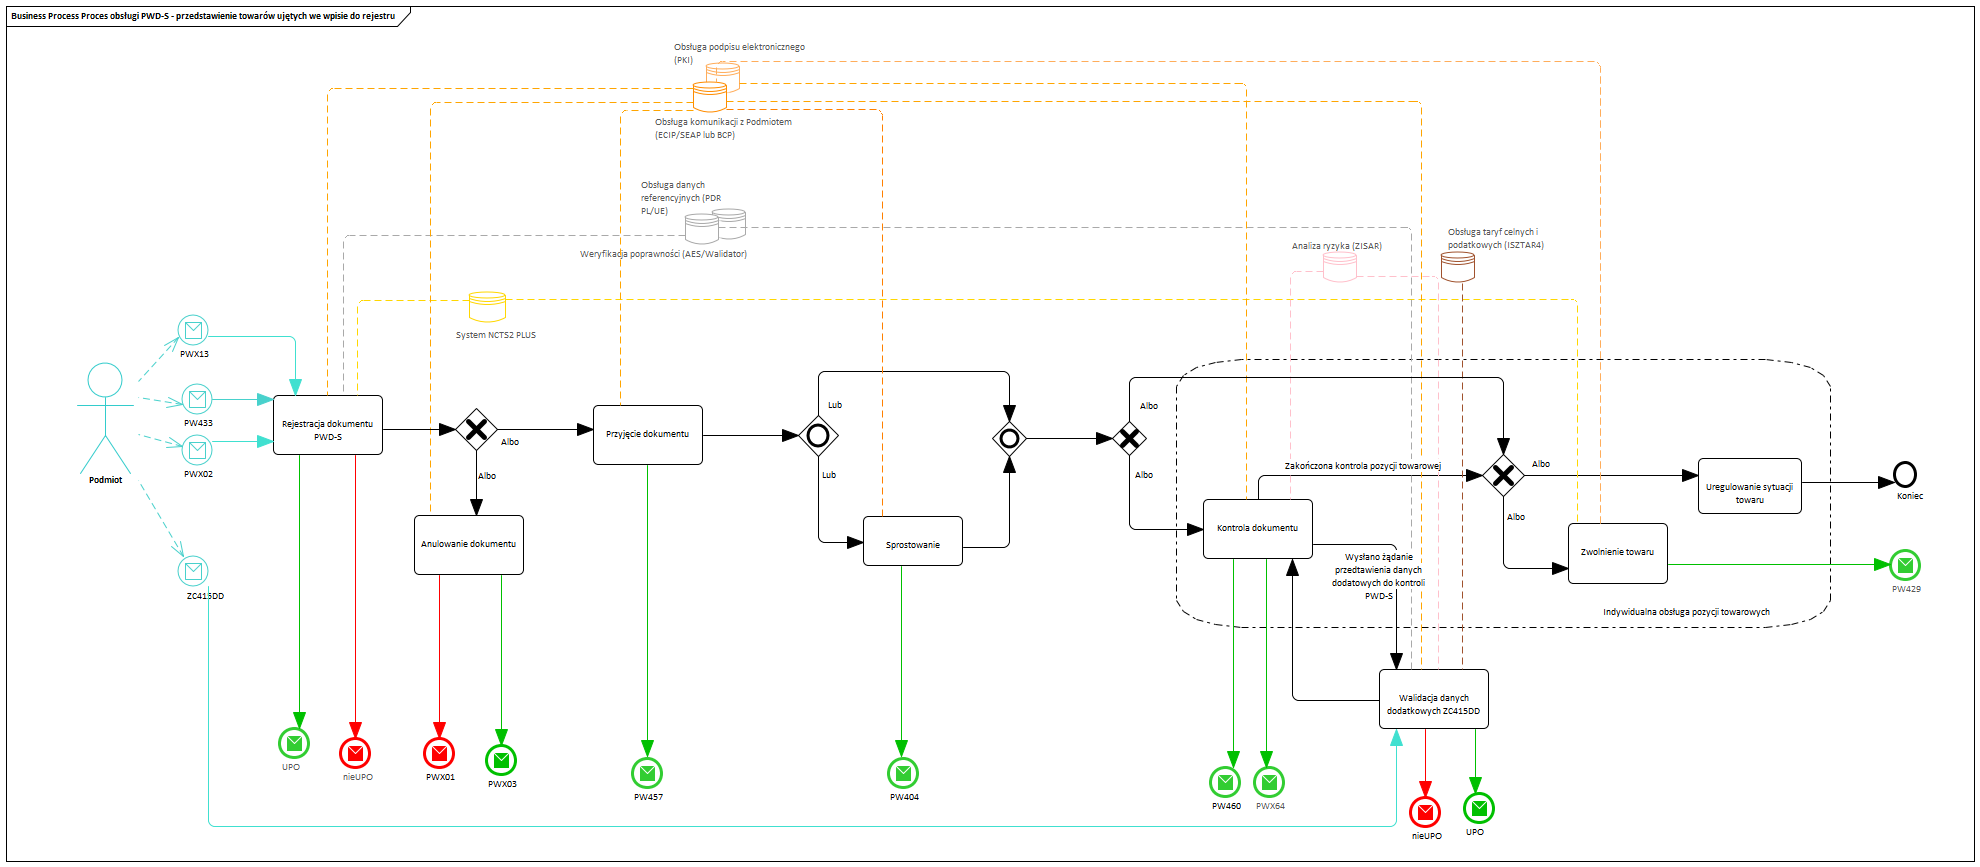 Business Process Proces obsługi PWD-S - przedstawienie towarów ujętych we wpisie do rejestru
Obsługa podpisu elektronicznego
(PKI)
Obsługa komunikacji z Podmiotem
(ECIP/SEAP lub BCP)
Obsługa danych
referencyjnych (PDR
PL/UE)
Weryfikacja poprawności (AES/Walidator)
Analiza ryzyka (ZISAR)
Obsługa taryf celnych i
podatkowych (ISZTAR4)
System NCTS2 PLUS
PWX13
PW433
PWX02
Podmiot
ZC415DD
Rejestracja dokumentu
PWD-S
Albo
Albo
Przyjęcie dokumentu
Anulowanie dokumentu
Lub
Lub
Sprostowanie
Albo
Albo
Zakończona kontrola pozycji towarowej
Kontrola dokumentu
Wysłano żądanie
przedtawienia danych
dodatowych do kontroli
PWD-S
Albo
Albo
Uregulowanie sytuacji
towaru
Zwolnienie towaru
Koniec
PW429
Indywidualna obsługa pozycji towarowych
Walidacja danych
dodatkowych ZC415DD
UPO
nieUPO
PWX01
PWX03
PW457
PW404
PW460
PWX64
nieUPO
UPO